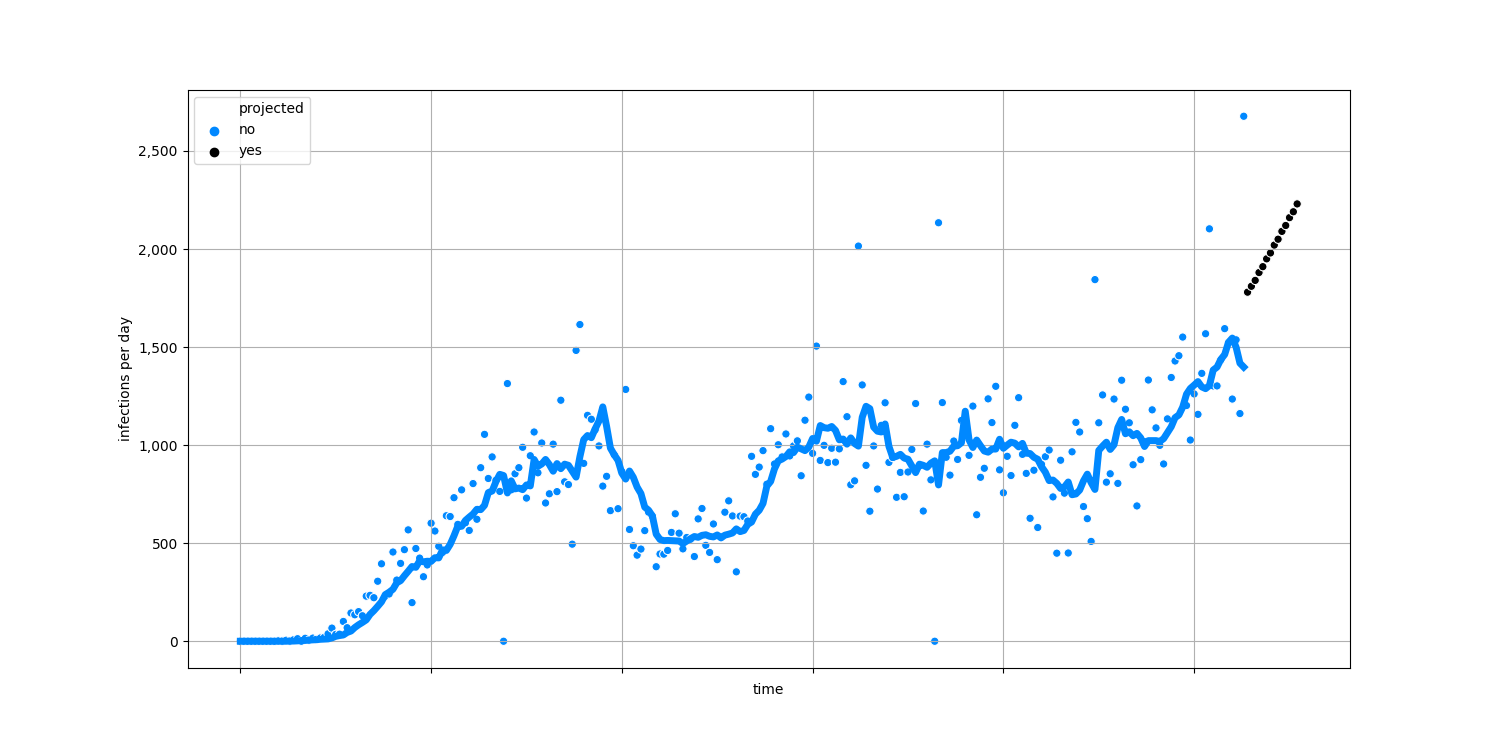 projected
no
yes
2,500
2,000
1,500
1,000
500
0
infections per day
time